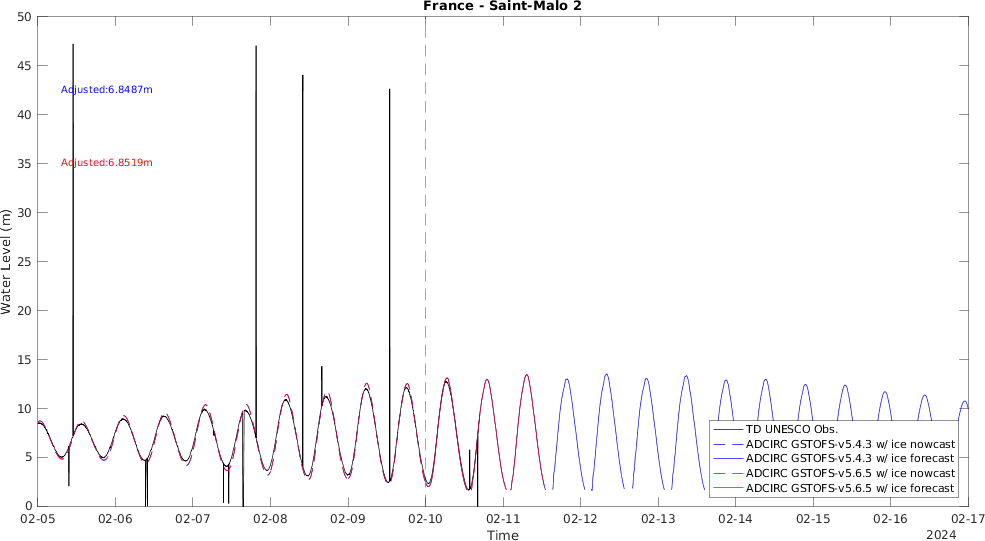 France - Saint-Malo 2
Water Level (m)
50
45
40
35
30
25
20
15
10
5
0
Adjusted:6.8487m
Adjusted:6.8519m
TD UNESCO Obs.
ADCIRC GSTOFS-v5.4.3 w/ ice nowcast
ADCIRC GSTOFS-v5.4.3 w/ ice forecast
ADCIRC GSTOFS-v5.6.5 w/ ice nowcast
ADCIRC GSTOFS-v5.6.5 w/ ice forecast
02-05 02-06 02-07 02-08 02-09 02-10 02-11 02-12 02-13 02-14 02-15 02-16 02-17
Time
2024